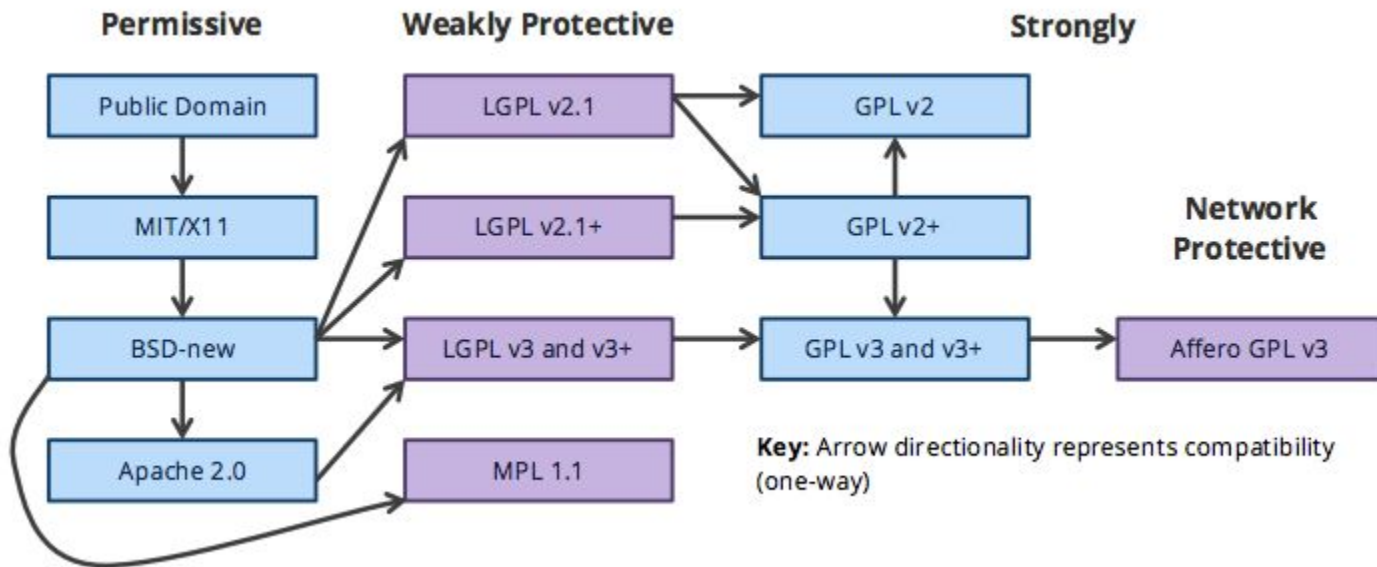 Permissive
Weakly Protective
Strongly
Public Domain
LGPL v2.1
GPL v2
MIT/X11
LGPL v2.1+
GPL v2+
Network
Protective
BSD-new
LGPL v3 and v3+
GPL v3 and v3+
Affero GPL v3
Apache 2.0
MPL 1.1
Key: Arrow directionality represents compatibility
(one-way)